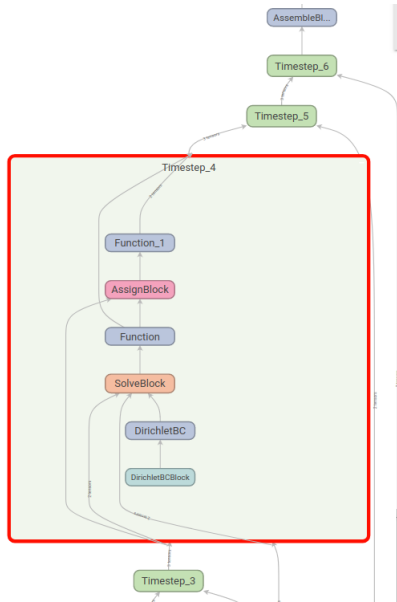 AssembleBl...
Timestep_6
Timestep_5
Timestep_4
Function_1
AssignBlock
Function
SolveBlock
DirichletBC
DirichletBCBlock
Timestep_3